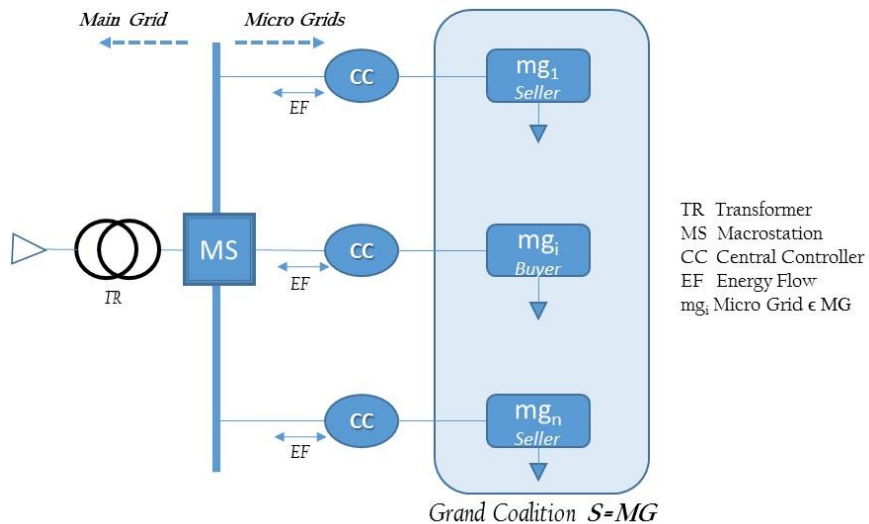 Main Grid
Micro Grids
CC
mg₁
Seller
EF
TR Transformer
MS Macrostation
CC Central Controller
EF Energy Flow
mgᵢ Micro Grid ϵ MG
MS
CC
mgᵢ
Buyer
TR
EF
CC
mgₙ
Seller
EF
Grand Coalition S=MG